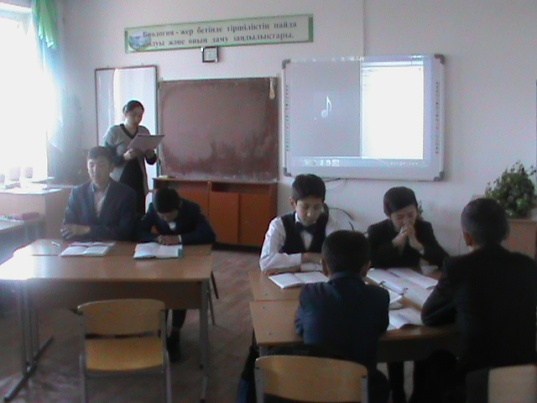 Биология - жер бетінде тіршіліктің пайда
болуы және оның даму заңдылықтары.